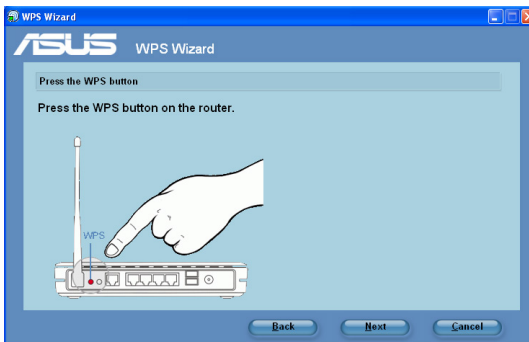 WPS Wizard
ASUS WPS Wizard
Press the WPS button
Press the WPS button on the router.
WPS
Back Next Cancel